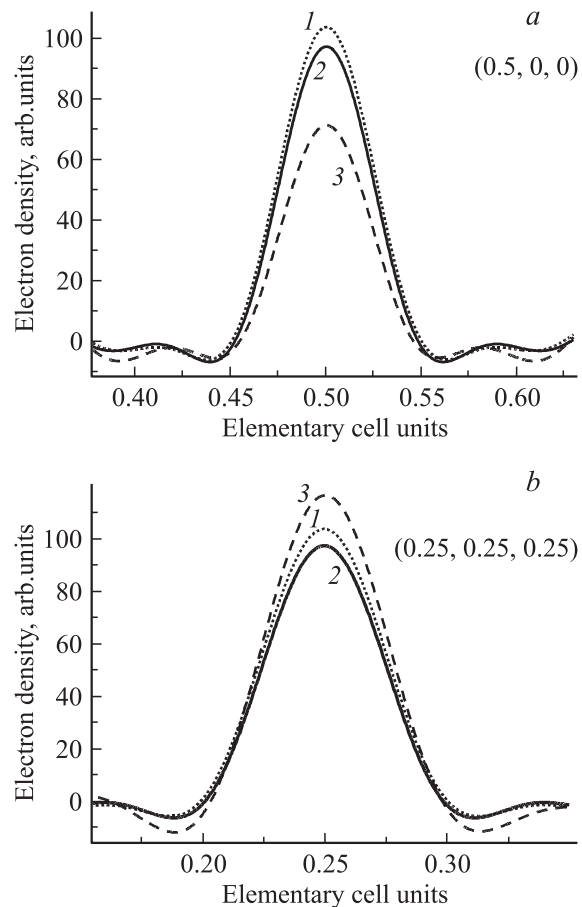 a
(0.5, 0, 0)
1
2
3
100
80
60
40
20
0
Electron density, arb.units
0.40 0.45 0.50 0.55 0.60
Elementary cell units
b
(0.25, 0.25, 0.25)
3
1
2
100
80
60
40
20
0
Electron density, arb.units
0.20 0.25 0.30
Elementary cell units